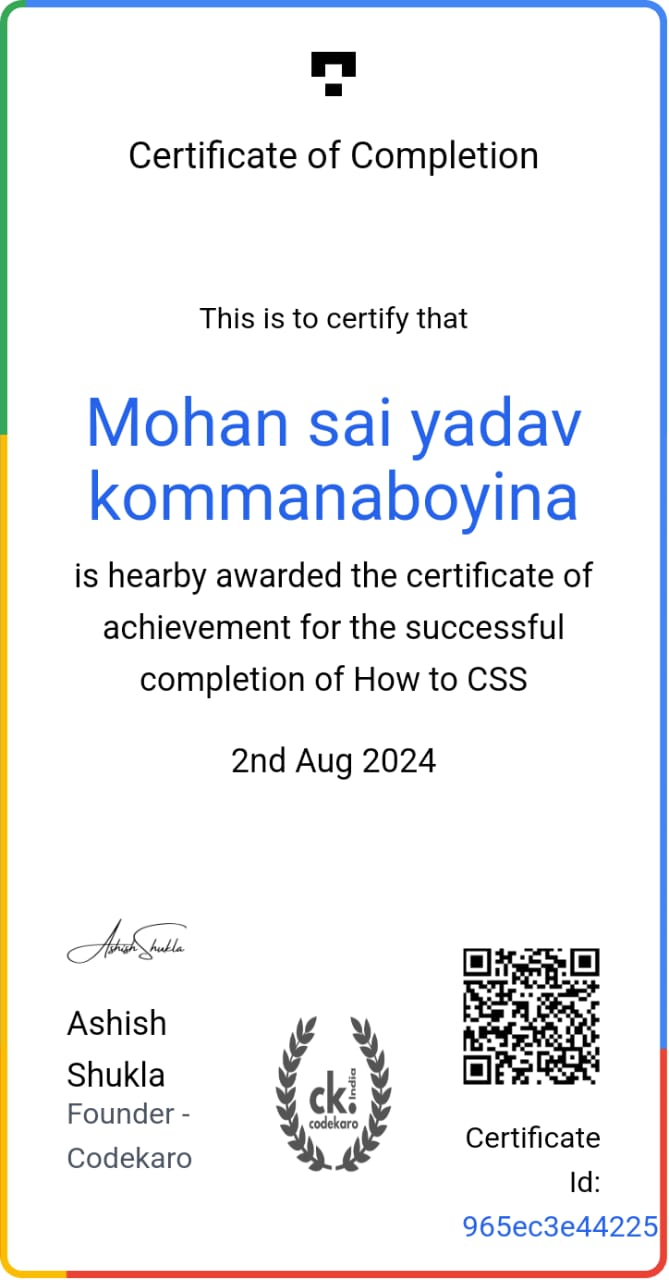 Certificate of Completion
This is to certify that
Mohan sai yadav
kommanaboyina
is hearby awarded the certificate of
achievement for the successful
completion of How to CSS
2nd Aug 2024
Ashish Shukla
Ashish
Shukla
Founder -
Codekaro
ck.
India
codekaro
Certificate
Id:
965ec3e44225